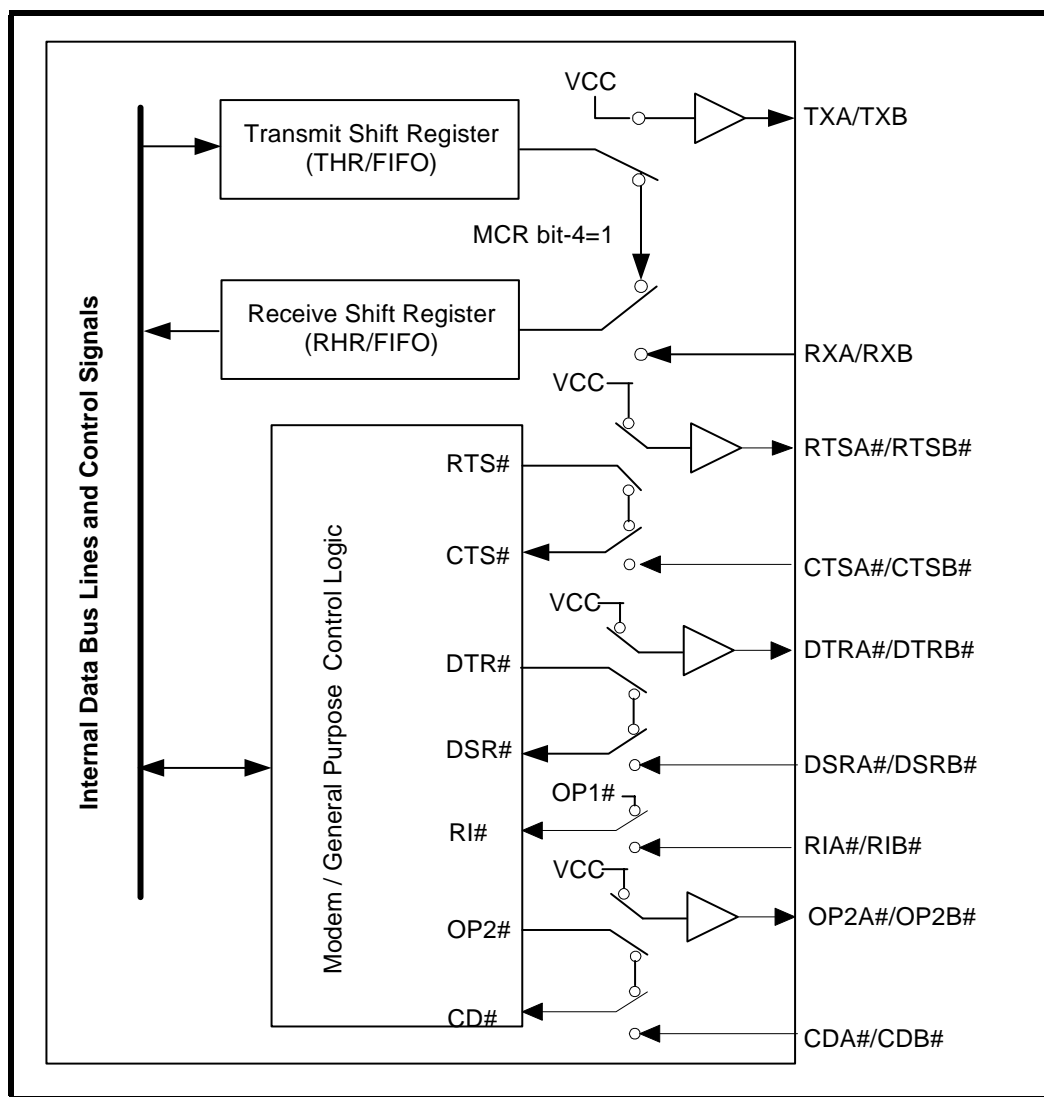 VCC
TXA/TXB
Transmit Shift Register
(THR/FIFO)
MCR bit-4=1
Receive Shift Register
(RHR/FIFO)
RXA/RXB
VCC
RTSA#/RTSB#
RTS#
CTS#
CTSA#/CTSB#
VCC
DTRA#/DTRB#
DTR#
DSR#
DSRA#/DSRB#
OP1#
RI#
RIA#/RIB#
VCC
OP2A#/OP2B#
OP2#
CD#
CDA#/CDB#
Internal Data Bus Lines and Control Signals
Modem / General Purpose Control Logic